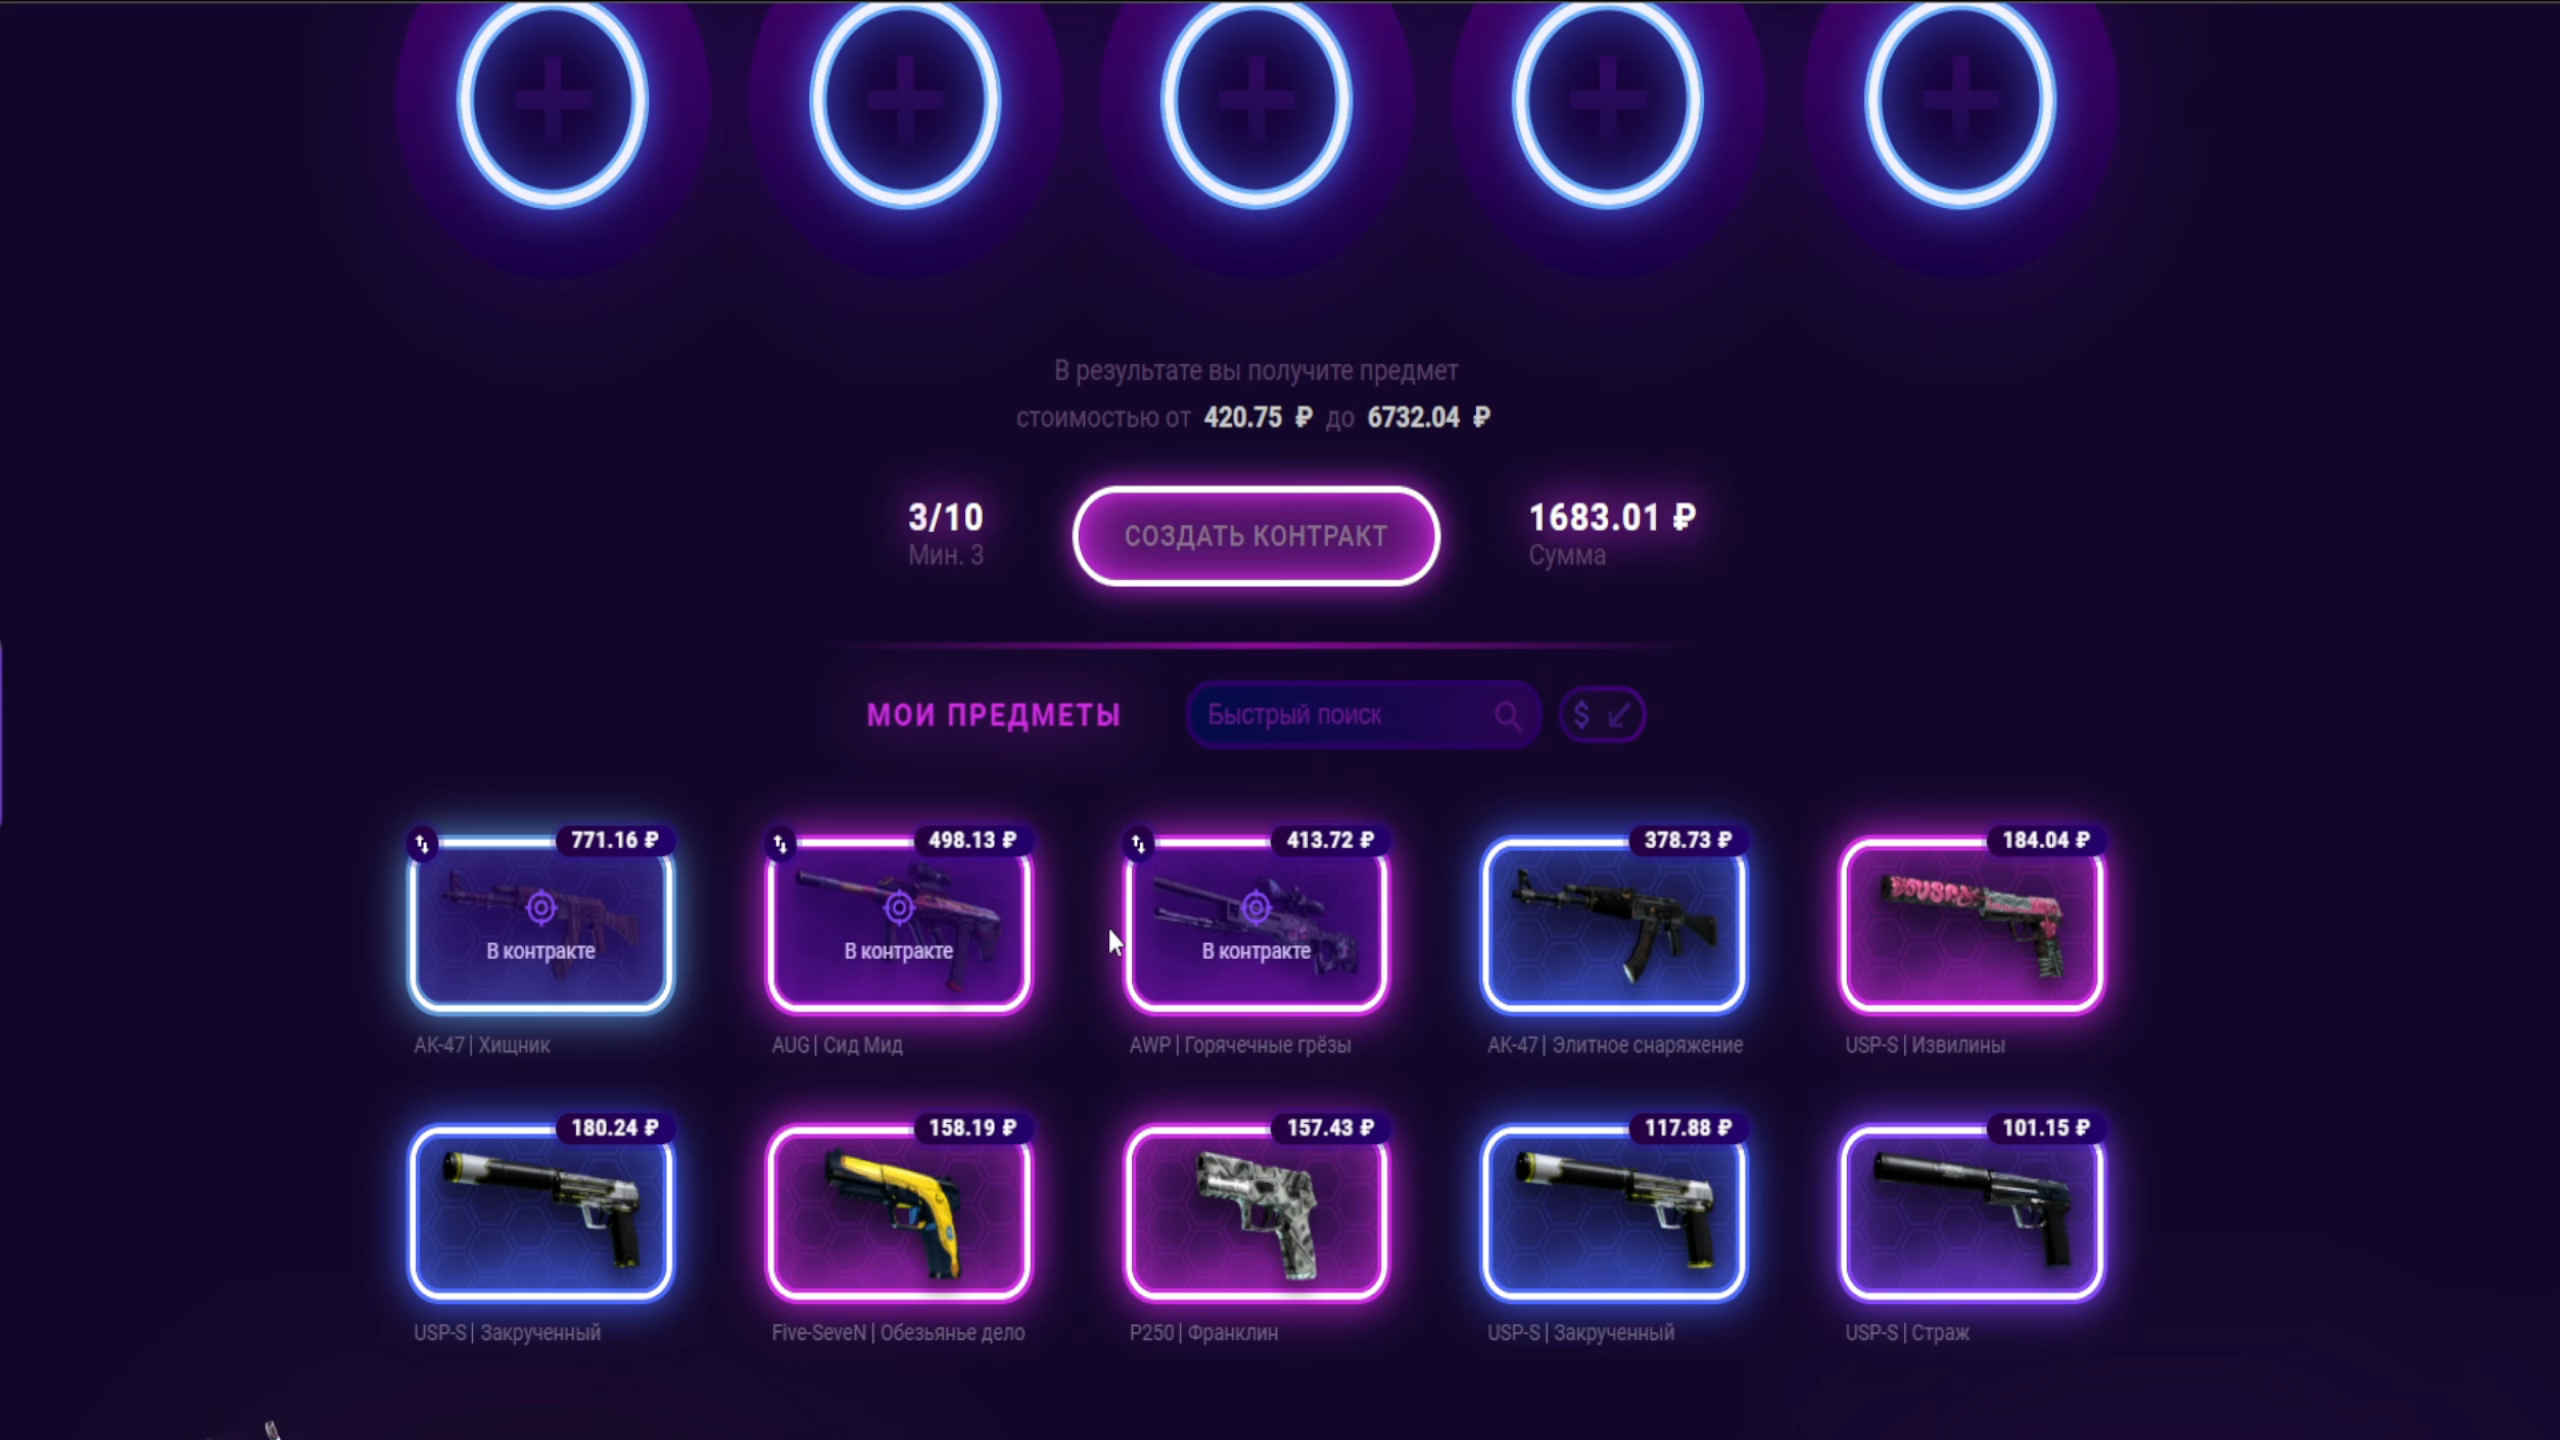 В результате вы получите предмет
стоимостью от 420.75 ₽ до 6732.04 ₽
3/10
Мин. 3
СОЗДАТЬ КОНТРАКТ
1683.01 ₽
Сумма
МОИ ПРЕДМЕТЫ
Быстрый поиск
$
771.16 ₽
В контракте
AK-47 | Хищник
498.13 ₽
В контракте
AUG | Сид Мид
413.72 ₽
В контракте
AWP | Горячечные грёзы
378.73 ₽
AK-47 | Элитное снаряжение
184.04 ₽
USP-S | Извилины
180.24 ₽
USP-S | Закрученный
158.19 ₽
Five-SeveN | Обезьянье дело
157.43 ₽
P250 | Франклин
117.88 ₽
USP-S | Закрученный
101.15 ₽
USP-S | Страж